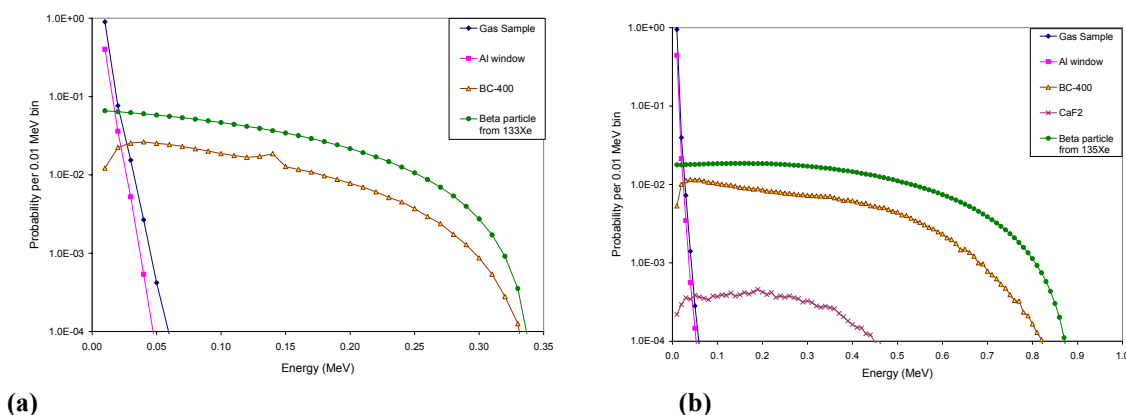 1.0E+00
1.0E-01
1.0E-02
1.0E-03
1.0E-04
Probability per 0.01 MeV bin
0.00 0.05 0.10 0.15 0.20 0.25 0.30 0.35
Energy (MeV)
Gas Sample
Al window
BC-400
Beta particle
from 133Xe
(a)
1.0E+00
1.0E-01
1.0E-02
1.0E-03
1.0E-04
Probability per 0.01 MeV bin
0.0 0.1 0.2 0.3 0.4 0.5 0.6 0.7 0.8 0.9 1.0
Energy (MeV)
Gas Sample
Al window
BC-400
CaF2
Beta particle
from 135Xe
(b)